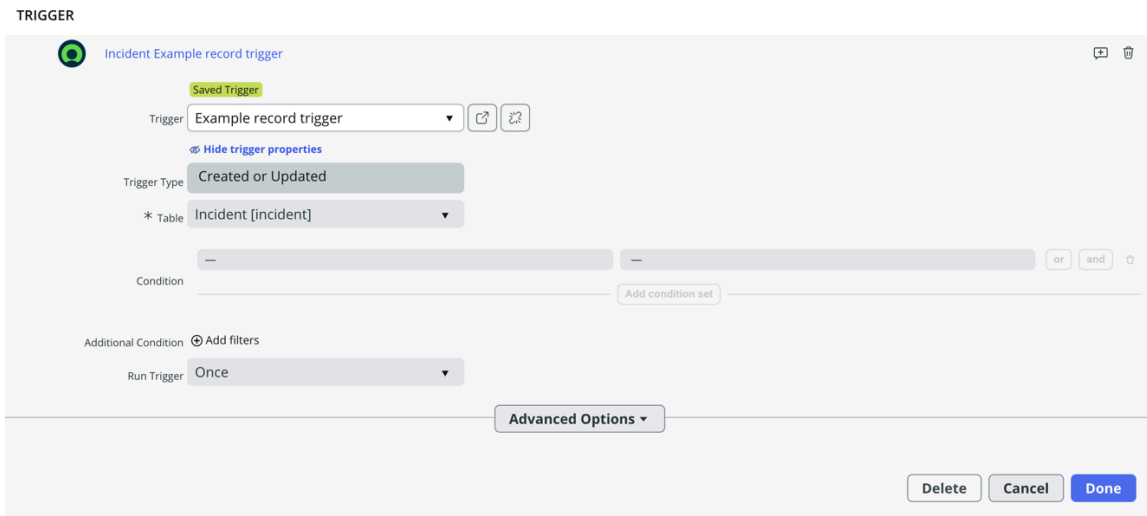 TRIGGER
Incident Example record trigger
Saved Trigger
Trigger Example record trigger
Hide trigger properties
Trigger Type Created or Updated
* Table Incident [incident]
— — or and
Condition
Add condition set
Additional Condition Add filters
Run Trigger Once
Advanced Options
Delete Cancel Done